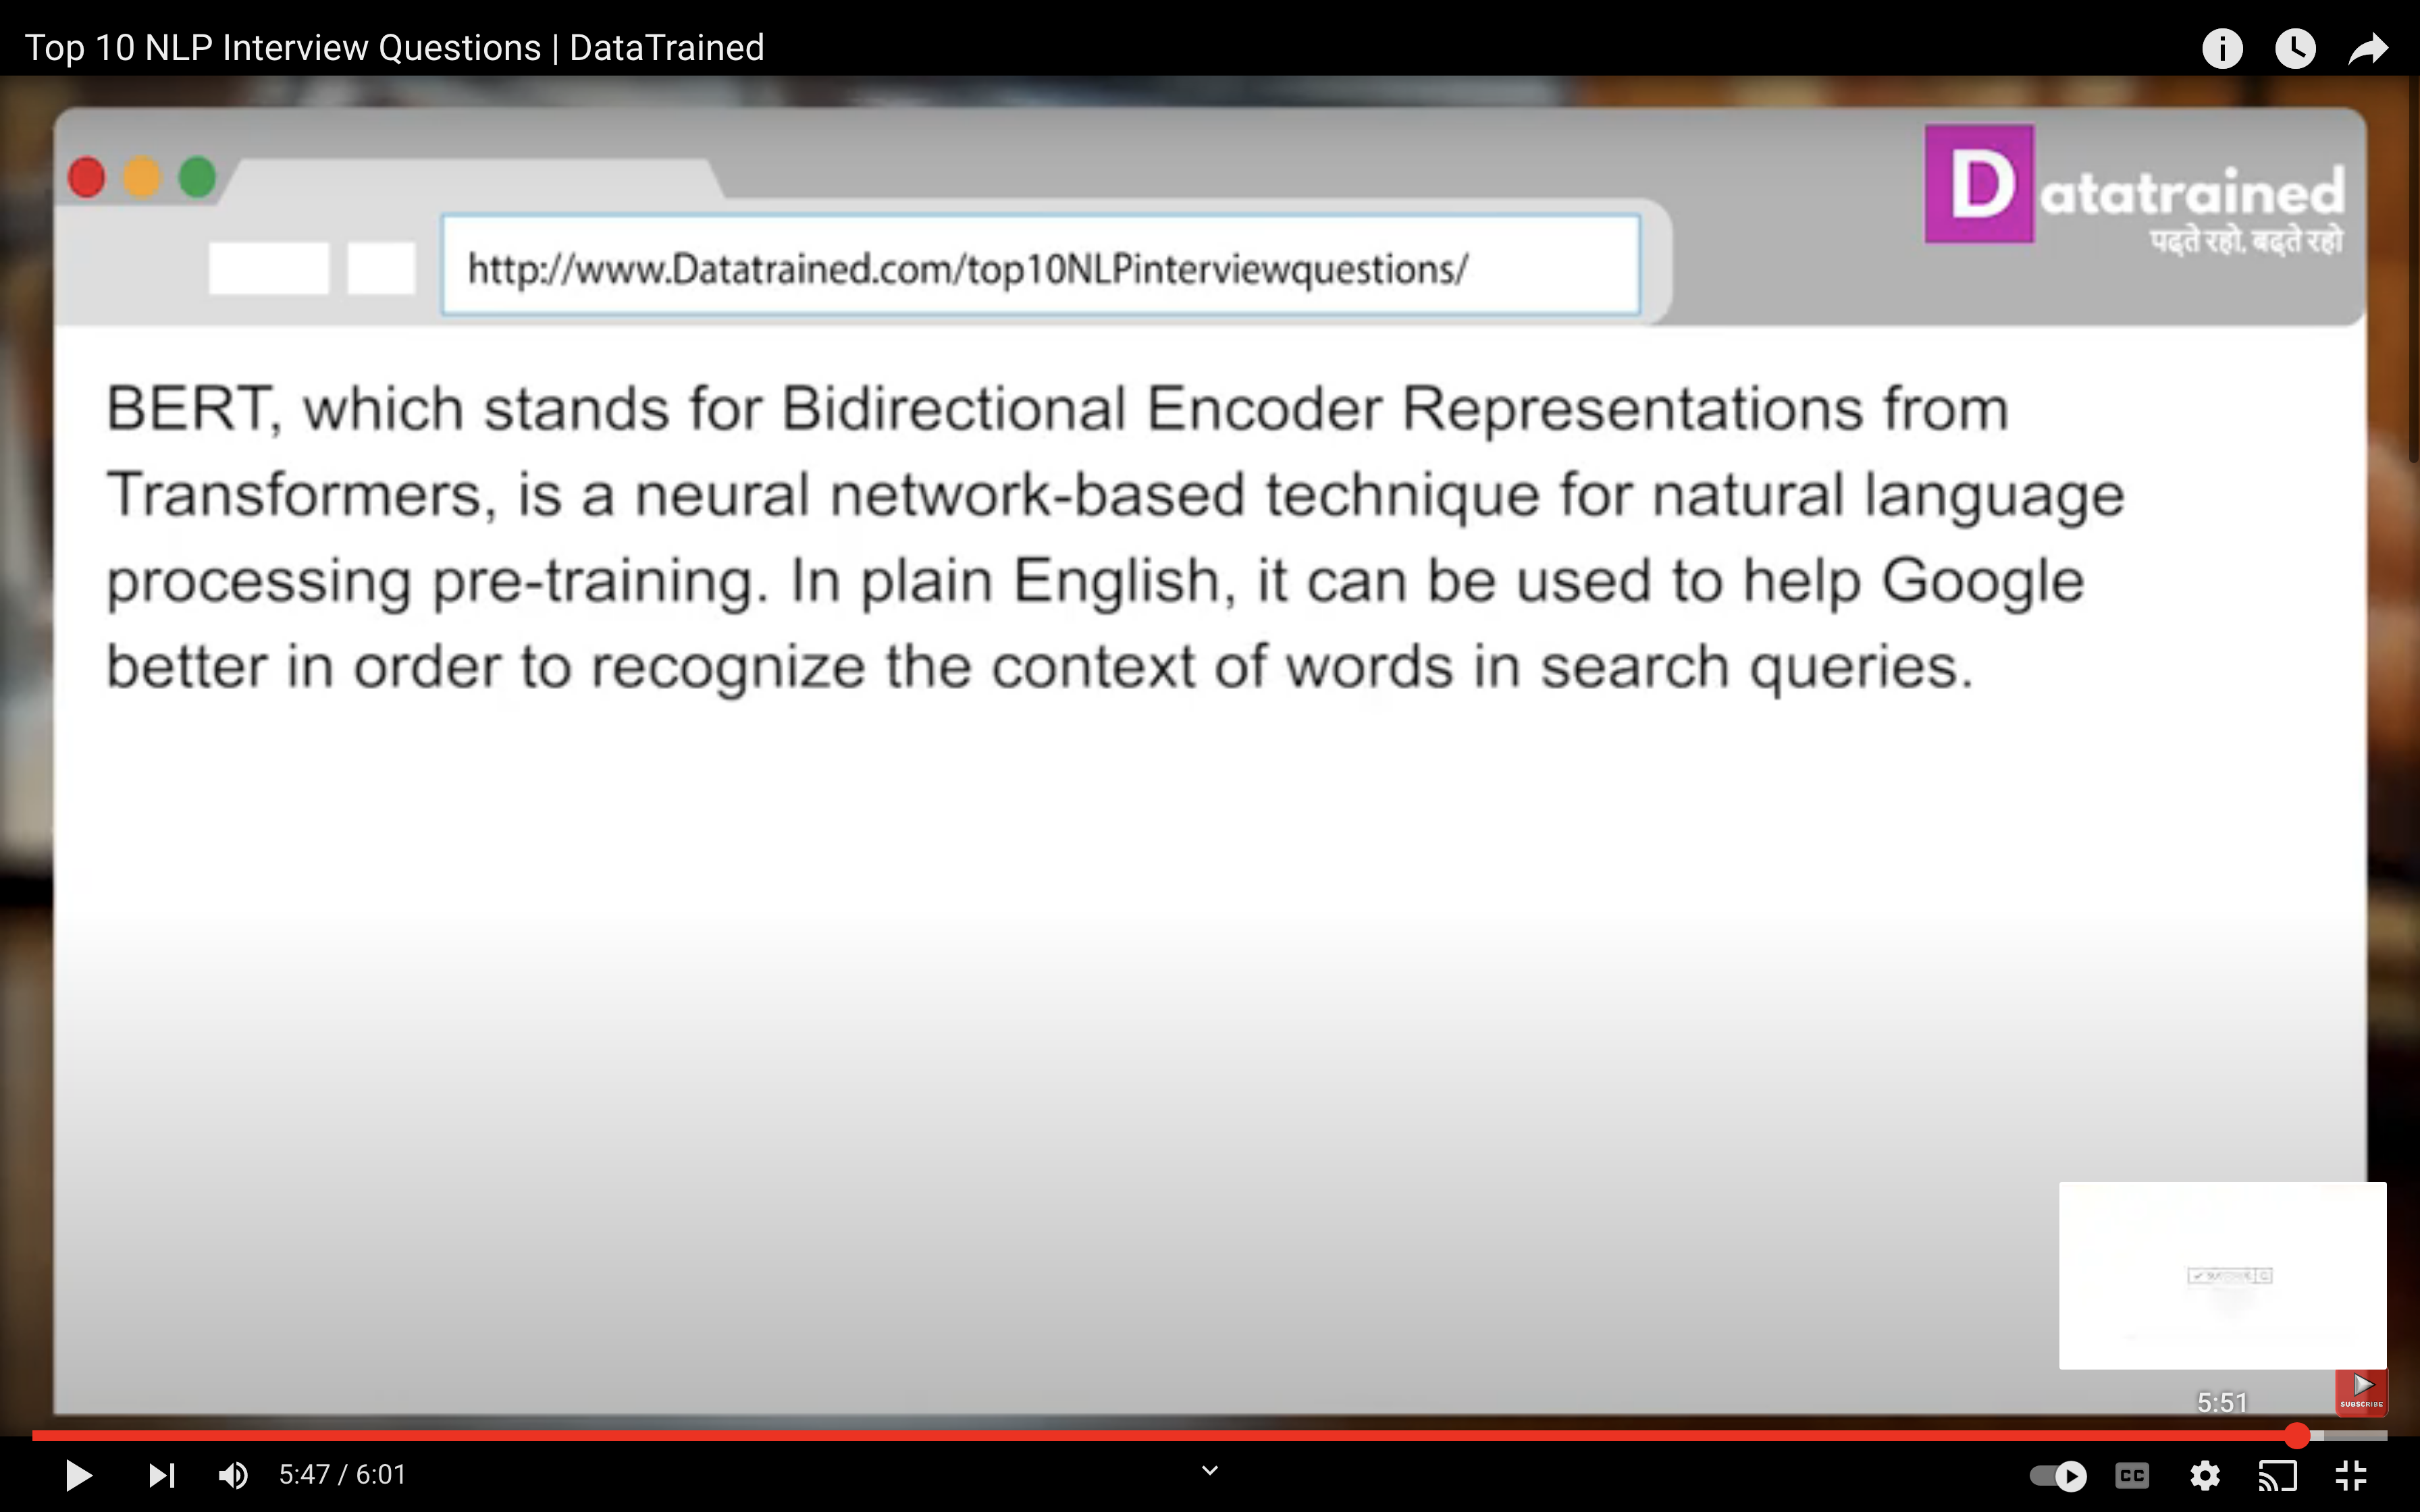 Top 10 NLP Interview Questions | DataTrained
Datatrained
पढ़ते रहो, बढ़ते रहो
http://www.Datatrained.com/top10NLPinterviewquestions/
BERT, which stands for Bidirectional Encoder Representations from
Transformers, is a neural network-based technique for natural language
processing pre-training. In plain English, it can be used to help Google
better in order to recognize the context of words in search queries.
5:51
SUBSCRIBE
5:47 / 6:01
CC